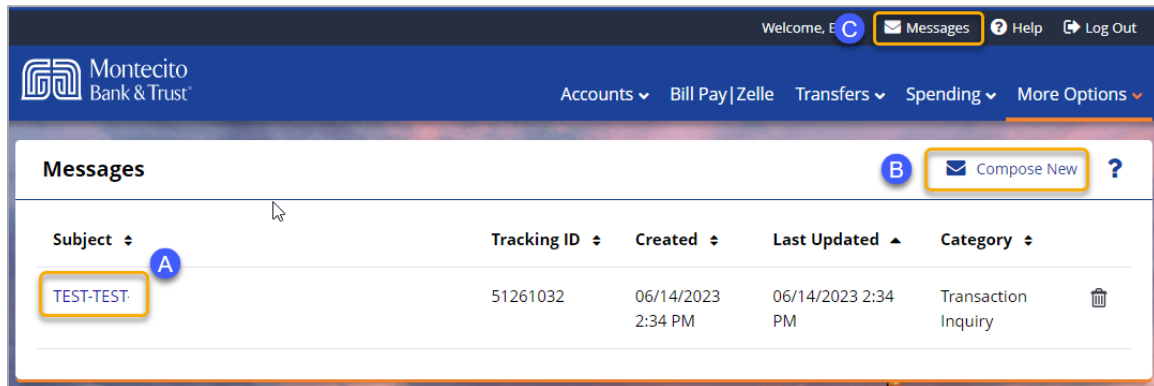 Welcome, E C Messages ? Help Log Out
Montecito
Bank & Trust®
Accounts Bill Pay|Zelle Transfers Spending More Options
Messages B Compose New ?
Subject Tracking ID Created Last Updated Category
A
TEST-TEST- 51261032 06/14/2023 06/14/2023 2:34 Transaction
2:34 PM PM Inquiry